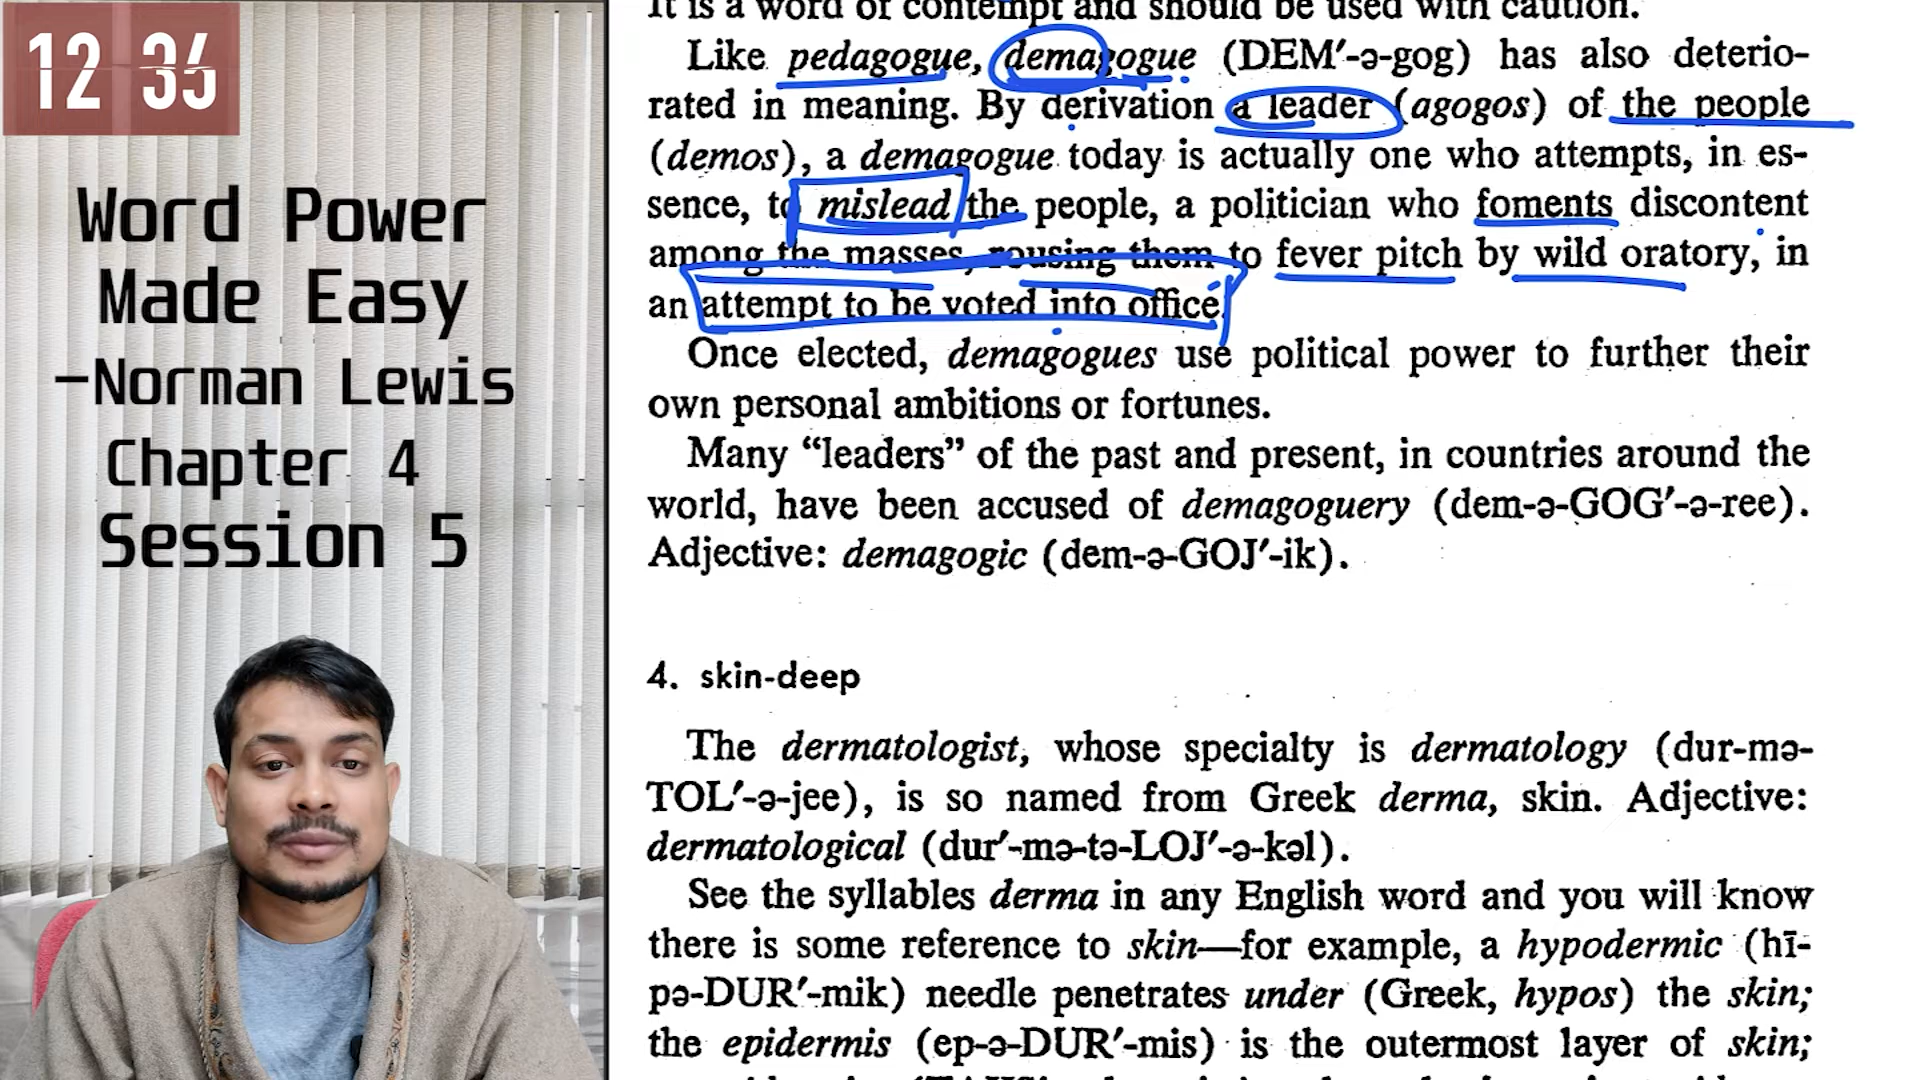 12 36
Word Power
Made Easy
-Norman Lewis
Chapter 4
Session 5
It is a word of contempt and should be used with caution.
Like pedagogue, demagogue (DEM′-ə-gog) has also deterio-
rated in meaning. By derivation a leader (agogos) of the people
(demos), a demagogue today is actually one who attempts, in es-
sence, to mislead the people, a politician who foments discontent
among the masses, rousing them to fever pitch by wild oratory, in
an attempt to be voted into office.
Once elected, demagogues use political power to further their
own personal ambitions or fortunes.
Many “leaders” of the past and present, in countries around the
world, have been accused of demagoguery (dem-ə-GOG′-ə-ree).
Adjective: demagogic (dem-ə-GOJ′-ik).
4. skin-deep
The dermatologist, whose specialty is dermatology (dur-mə-
TOL′-ə-jee), is so named from Greek derma, skin. Adjective:
dermatological (dur′-mə-tə-LOJ′-ə-kəl).
See the syllables derma in any English word and you will know
there is some reference to skin—for example, a hypodermic (hī-
pə-DUR′-mik) needle penetrates under (Greek, hypos) the skin;
the epidermis (ep-ə-DUR′-mis) is the outermost layer of skin;